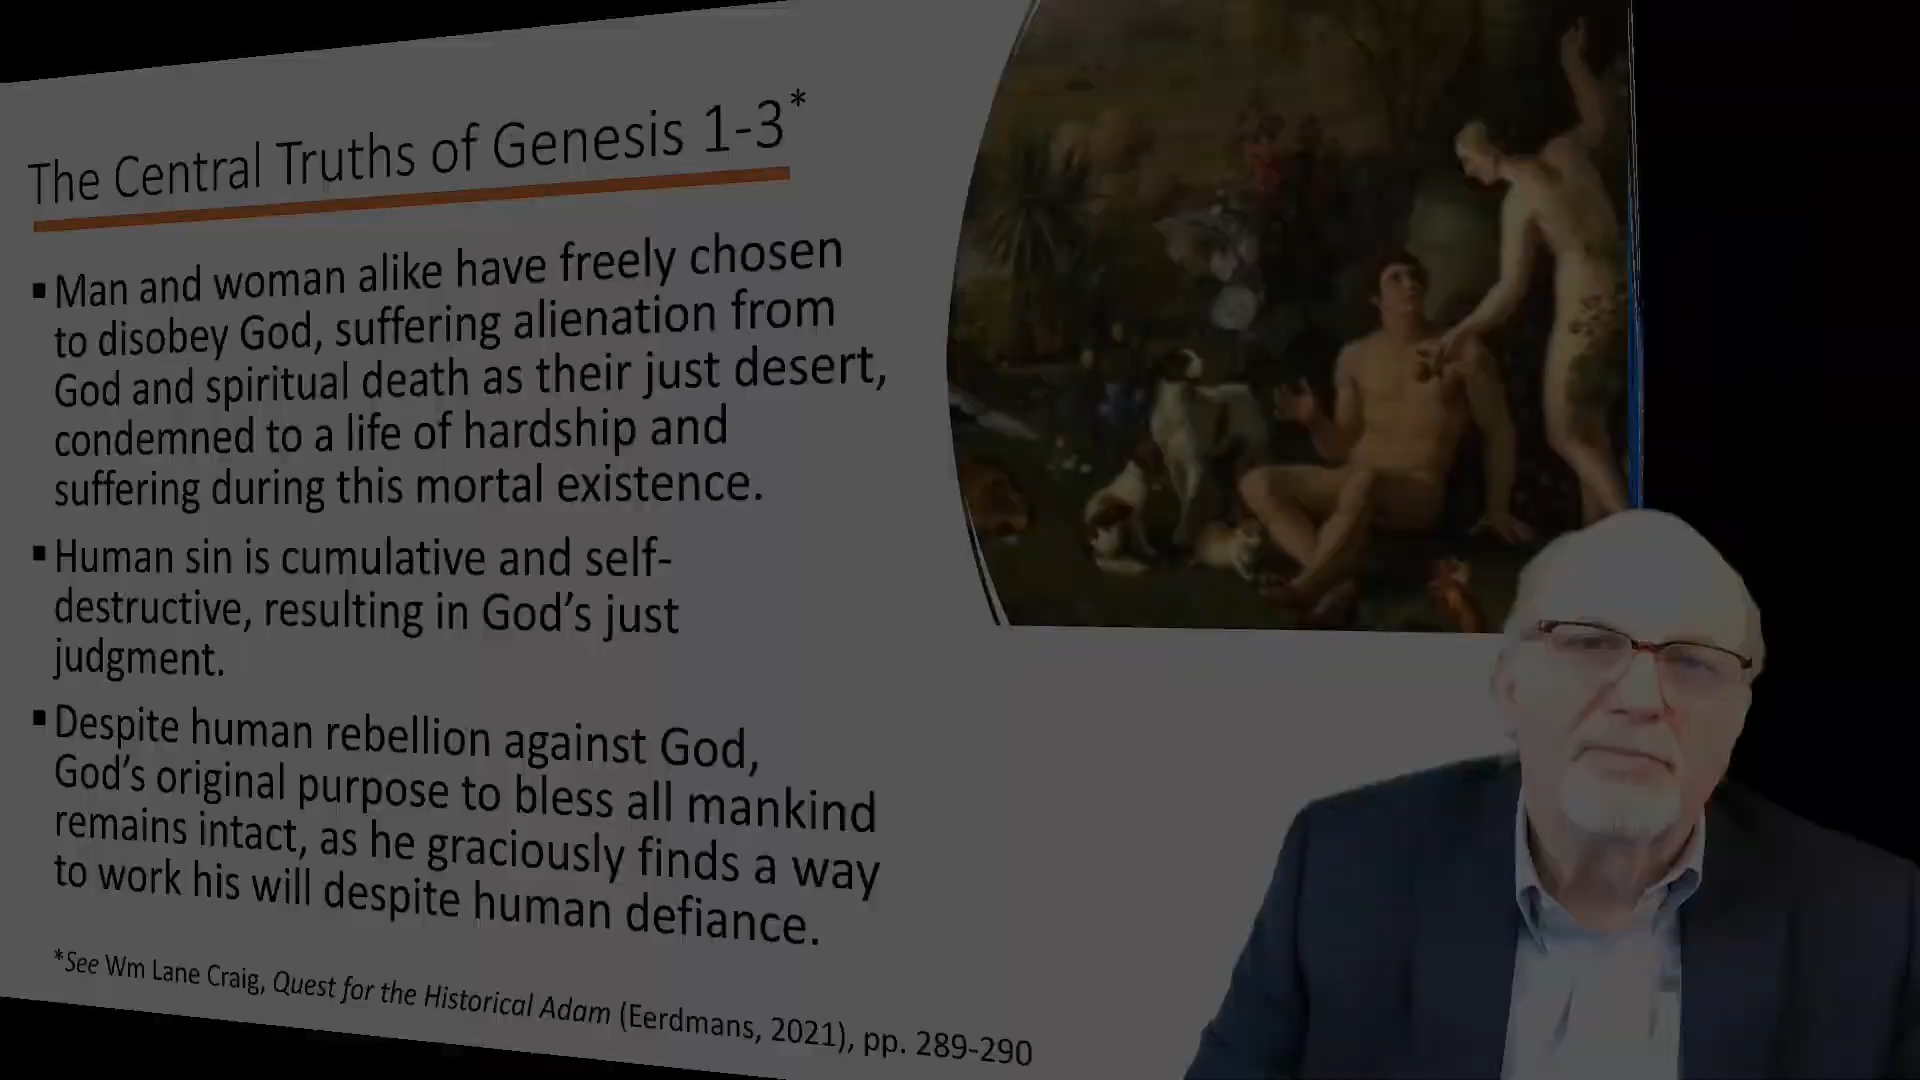 The Central Truths of Genesis 1-3*
▪ Man and woman alike have freely chosen
to disobey God, suffering alienation from
God and spiritual death as their just desert,
condemned to a life of hardship and
suffering during this mortal existence.
▪ Human sin is cumulative and self-
destructive, resulting in God’s just
judgment.
▪ Despite human rebellion against God,
God’s original purpose to bless all mankind
remains intact, as he graciously finds a way
to work his will despite human defiance.
*See Wm Lane Craig, Quest for the Historical Adam (Eerdmans, 2021), pp. 289-290